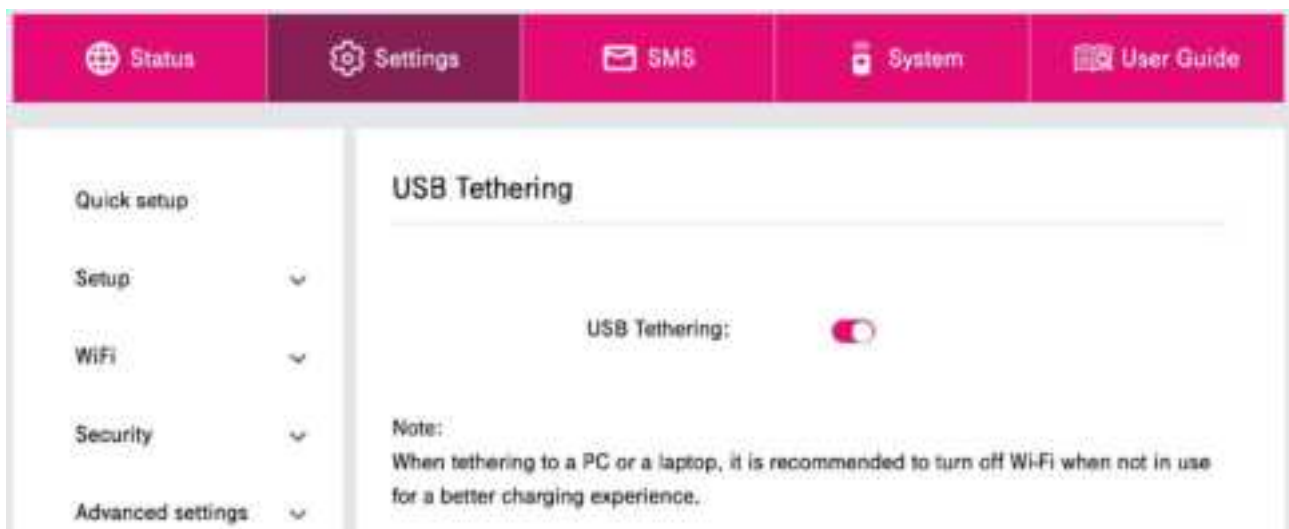 Status
Settings
SMS
System
User Guide
Quick setup
Setup
WiFi
Security
Advanced settings
USB Tethering
USB Tethering:
Note:
When tethering to a PC or a laptop, it is recommended to turn off Wi-Fi when not in use
for a better charging experience.